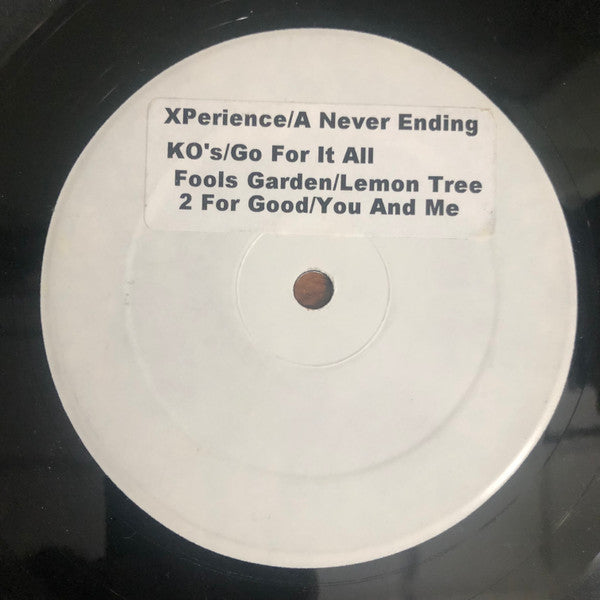 XPerience/A Never Ending
KO's/Go For It All
Fools Garden/Lemon Tree
2 For Good/You And Me